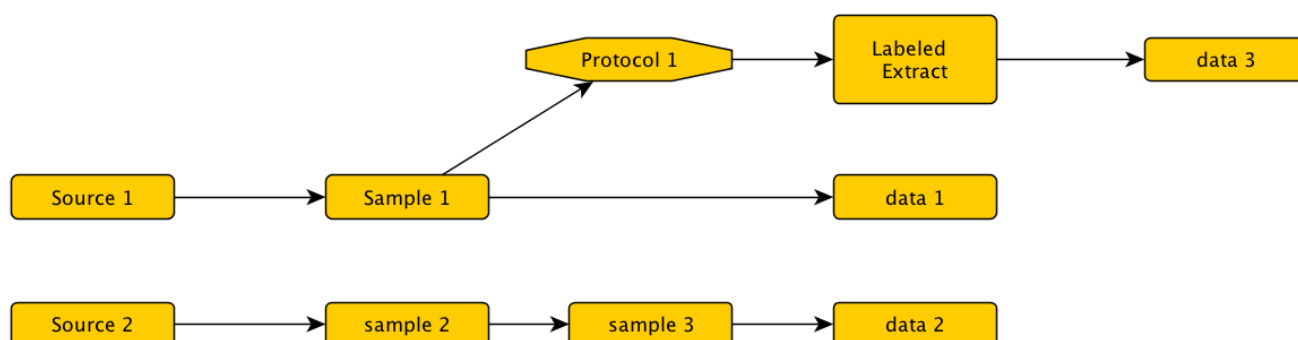 Protocol 1
Labeled
Extract
data 3
Source 1
Sample 1
data 1
Source 2
sample 2
sample 3
data 2